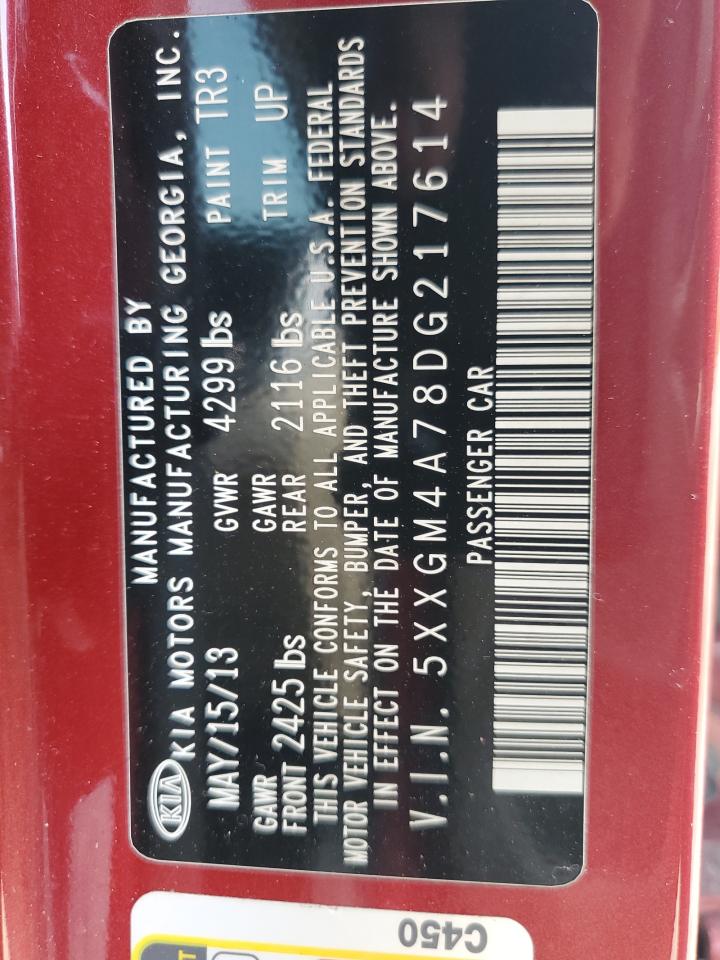 MANUFACTURED BY
KIA KIA MOTORS MANUFACTURING GEORGIA, INC.
MAY/15/13 GVWR 4299 lbs PAINT TR3
GAWR FRONT 2425 lbs GAWR REAR 2116 lbs TRIM UP
THIS VEHICLE CONFORMS TO ALL APPLICABLE U.S.A. FEDERAL
MOTOR VEHICLE SAFETY, BUMPER, AND THEFT PREVENTION STANDARDS
IN EFFECT ON THE DATE OF MANUFACTURE SHOWN ABOVE.
V.I.N. 5XXGM4A78DG217614
PASSENGER CAR
C450